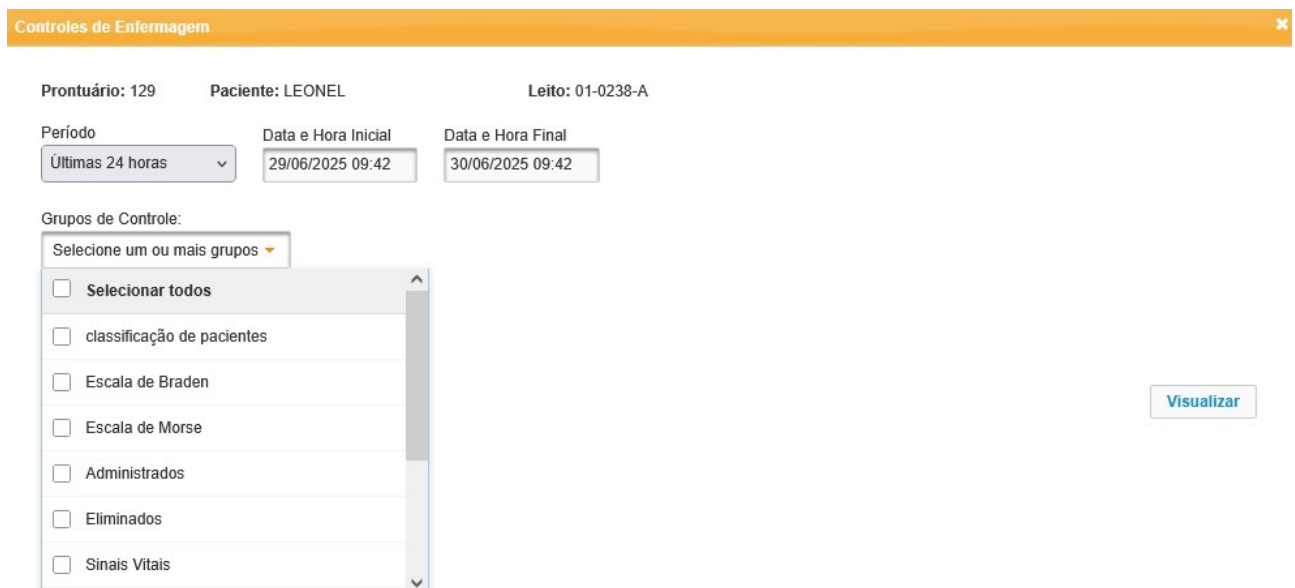 Controles de Enfermagem
Prontuário: 129 Paciente: LEONEL Leito: 01-0238-A
Período Data e Hora Inicial Data e Hora Final
Últimas 24 horas 29/06/2025 09:42 30/06/2025 09:42
Grupos de Controle:
Selecione um ou mais grupos
Selecionar todos
classificação de pacientes
Escala de Braden
Visualizar
Escala de Morse
Administrados
Eliminados
Sinais Vitais